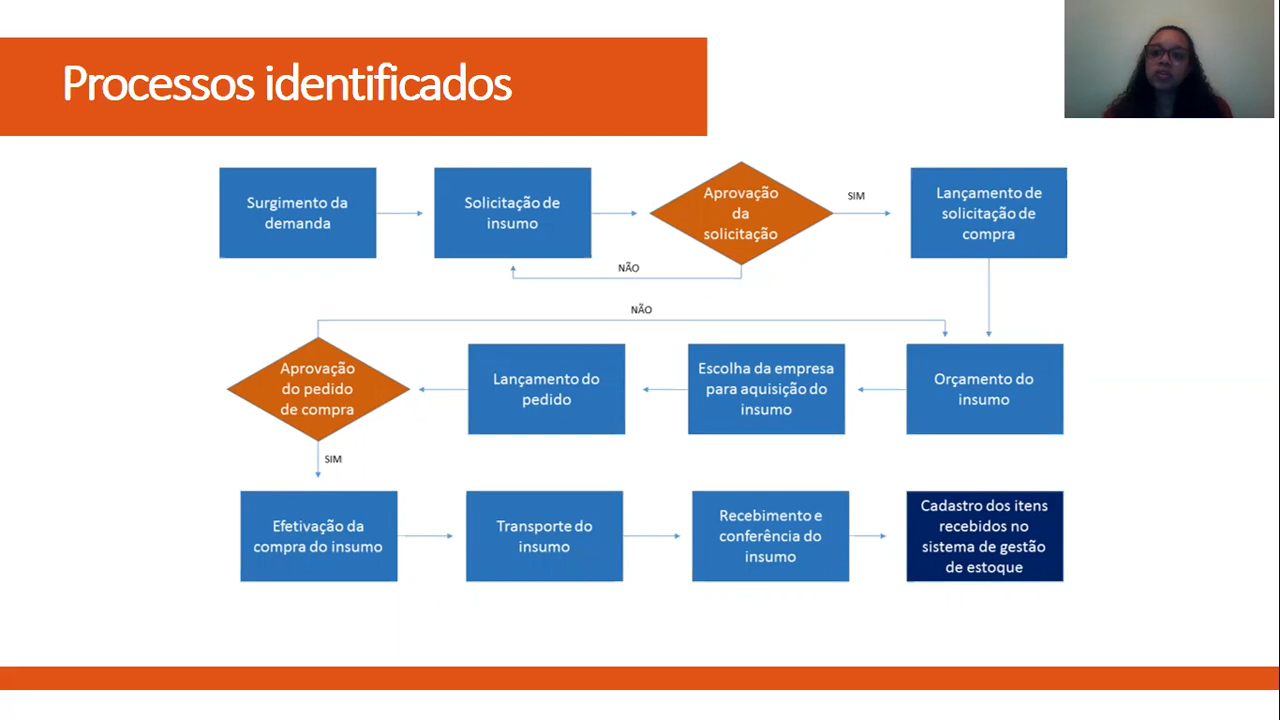 Processos identificados
Surgimento da
demanda
Solicitação de
insumo
Aprovação
da
solicitação
SIM
Lançamento de
solicitação de
compra
NÃO
NÃO
Aprovação
do pedido
de compra
Lançamento do
pedido
Escolha da empresa
para aquisição do
insumo
Orçamento do
insumo
SIM
Efetivação da
compra do insumo
Transporte do
insumo
Recebimento e
conferência do
insumo
Cadastro dos itens
recebidos no
sistema de gestão
de estoque